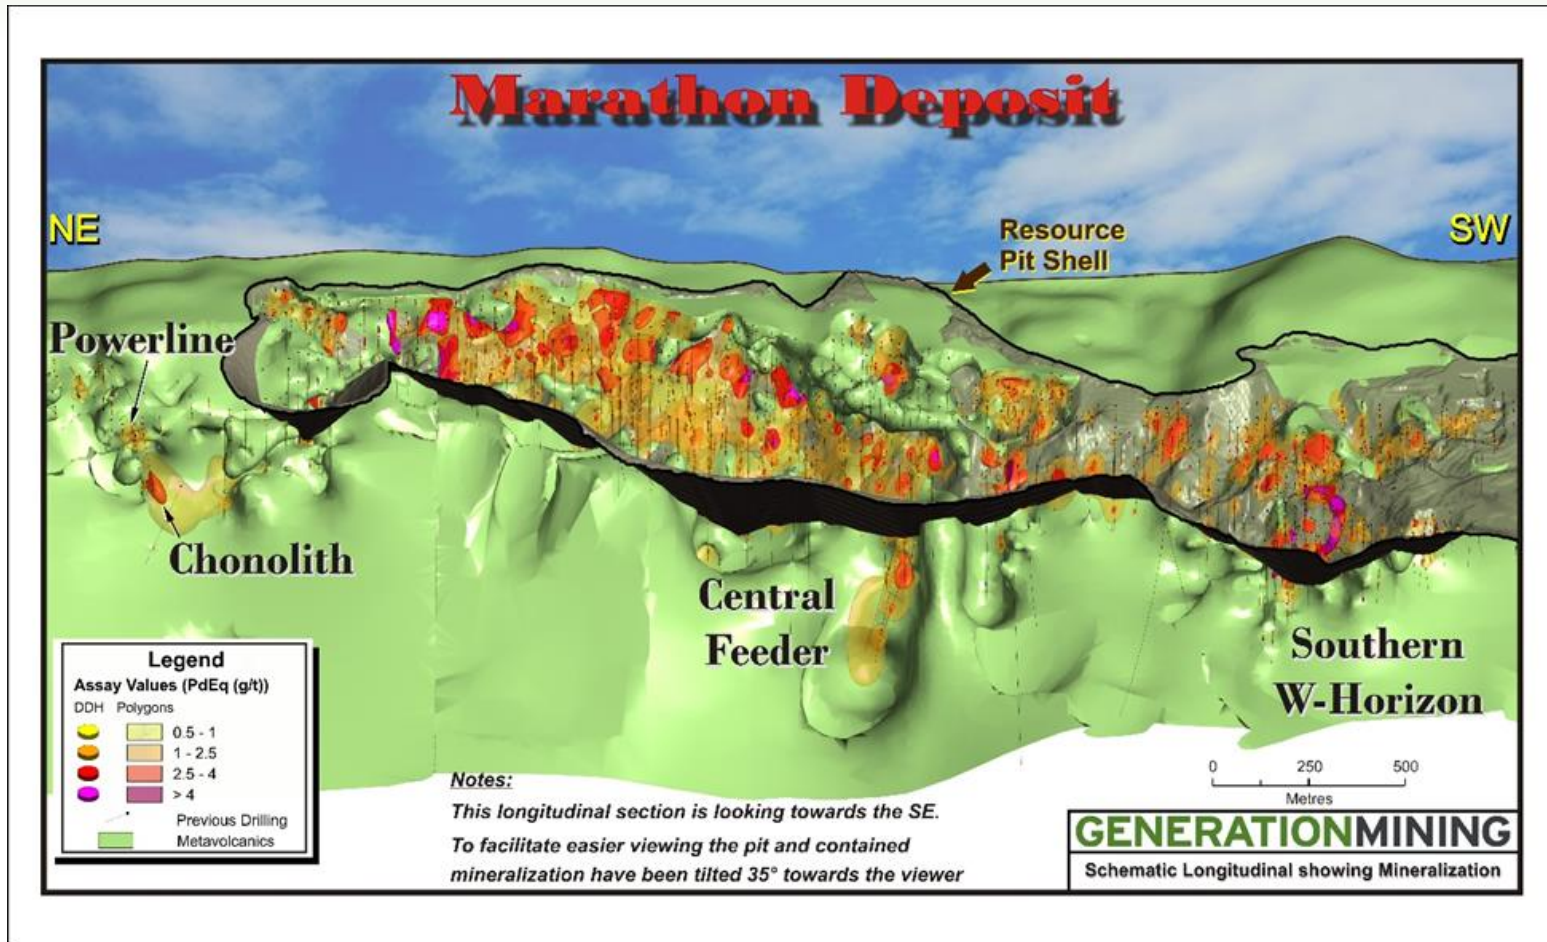 Marathon Deposit
NE
SW
Resource
Pit Shell
Powerline
Chonolith
Central
Feeder
Southern
W-Horizon
Legend
Assay Values (PdEq (g/t))
DDH Polygons
0.5 - 1
1 - 2.5
2.5 - 4
> 4
Previous Drilling
Metavolcanics
Notes:
This longitudinal section is looking towards the SE.
To facilitate easier viewing the pit and contained
mineralization have been tilted 35° towards the viewer
0 250 500
Metres
GENERATIONMINING
Schematic Longitudinal showing Mineralization